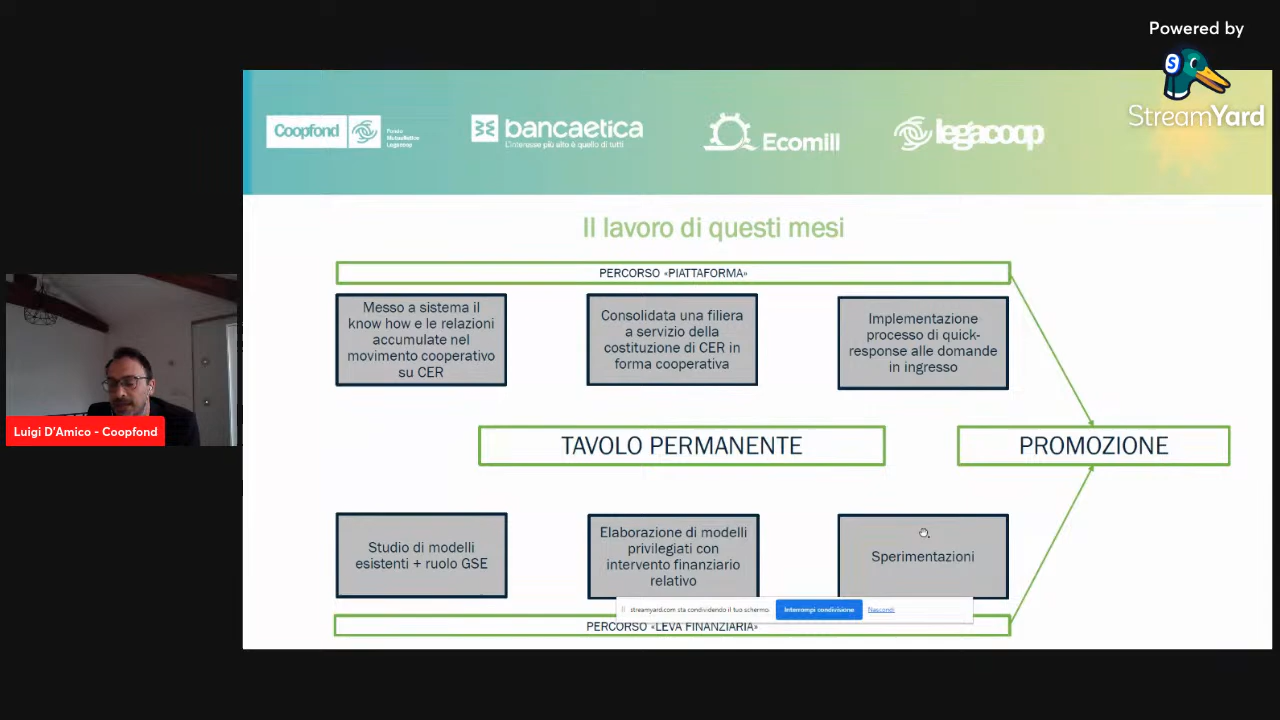 Powered by
StreamYard
Coopfond
Fondo
Mutualistico
Legacoop
bancaetica
L'interesse più alto è quello di tutti
Ecomill
legacoop
Il lavoro di questi mesi
PERCORSO «PIATTAFORMA»
Messo a sistema il
know how e le relazioni
accumulate nel
movimento cooperativo
su CER
Consolidata una filiera
a servizio della
costituzione di CER in
forma cooperativa
Implementazione
processo di quick-
response alle domande
in ingresso
TAVOLO PERMANENTE
PROMOZIONE
Luigi D'Amico - Coopfond
Studio di modelli
esistenti + ruolo GSE
Elaborazione di modelli
privilegiati con
intervento finanziario
relativo
Sperimentazioni
streamyard.com sta condividendo il tuo schermo.
Interrompi condivisione
Nascondi
PERCORSO «LEVA FINANZIARIA»